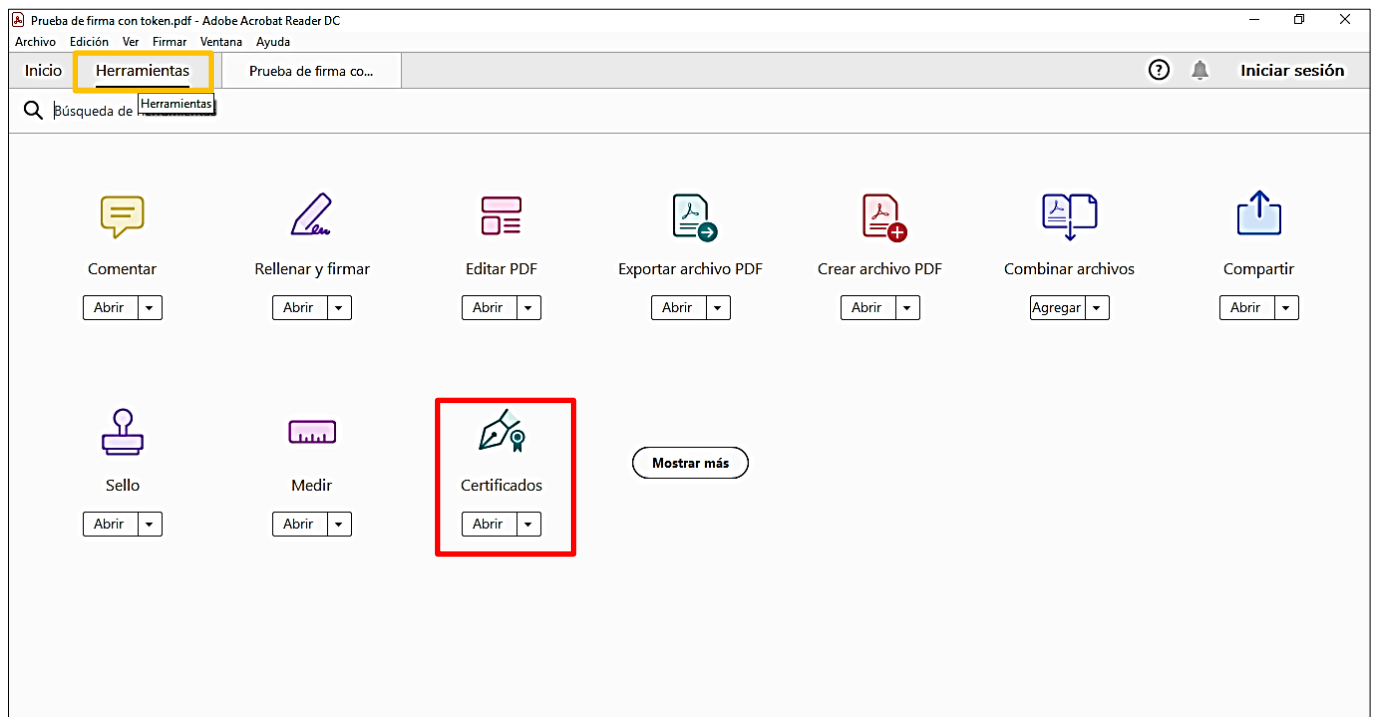 Prueba de firma con token.pdf - Adobe Acrobat Reader DC
Archivo Edición Ver Firmar Ventana Ayuda
Inicio Herramientas Prueba de firma co... Iniciar sesión
Búsqueda de
Herramientas
Comentar Rellenar y firmar Editar PDF Exportar archivo PDF Crear archivo PDF Combinar archivos Compartir
Abrir Abrir Abrir Abrir Abrir Agregar Abrir
Mostrar más
Sello Medir Certificados
Abrir Abrir Abrir